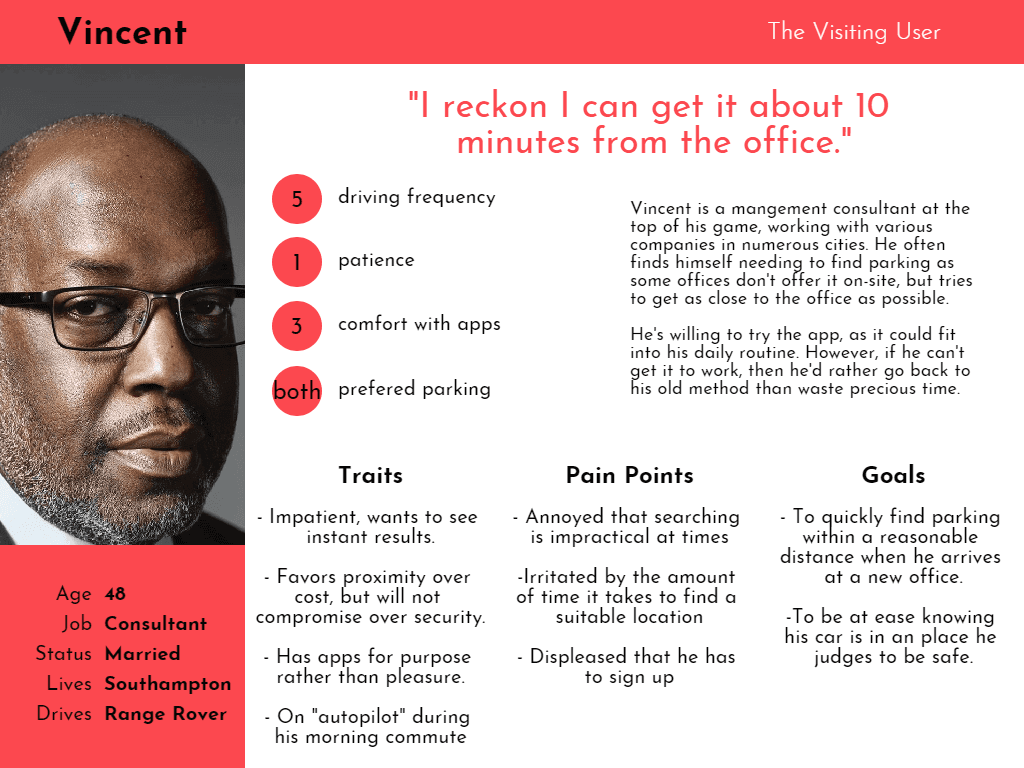 Vincent
The Visiting User
"I reckon I can get it about 10
minutes from the office."
5 driving frequency
1 patience
3 comfort with apps
both prefered parking
Vincent is a mangement consultant at the
top of his game, working with various
companies in numerous cities. He often
finds himself needing to find parking as
some offices don't offer it on-site, but tries
to get as close to the office as possible.
He's willing to try the app, as it could fit
into his daily routine. However, if he can't
get it to work, then he'd rather go back to
his old method than waste precious time.
Traits
- Impatient, wants to see
instant results.
- Favors proximity over
cost, but will not
compromise over security.
- Has apps for purpose
rather than pleasure.
- On "autopilot" during
his morning commute
Pain Points
- Annoyed that searching
is impractical at times
-Irritated by the amount
of time it takes to find a
suitable location
- Displeased that he has
to sign up
Goals
- To quickly find parking
within a reasonable
distance when he arrives
at a new office.
-To be at ease knowing
his car is in an place he
judges to be safe.
Age 48
Job Consultant
Status Married
Lives Southampton
Drives Range Rover